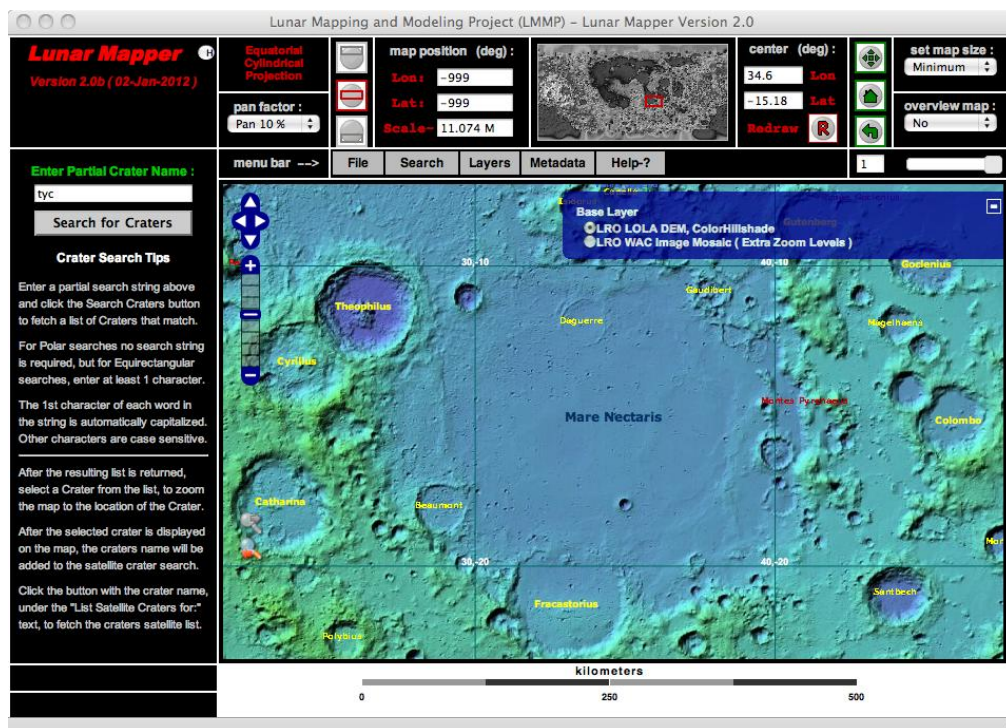 Lunar Mapping and Modeling Project (LMMP) – Lunar Mapper Version 2.0
Lunar Mapper H
Version 2.0b ( 02-Jan-2012 )
Equatorial
Cylindrical
Projection
pan factor :
Pan 10 %
map position (deg) :
Lon: -999
Lat: -999
Scale~ 11.074 M
center (deg) :
34.6 Lon
-15.18 Lat
Redraw R
set map size :
Minimum
overview map :
No
menu bar --> File Search Layers Metadata Help-? 1
Enter Partial Crater Name :
tyc
Search for Craters
Crater Search Tips
Enter a partial search string above
and click the Search Craters button
to fetch a list of Craters that match.
For Polar searches no search string
is required, but for Equirectangular
searches, enter at least 1 character.
The 1st character of each word in
the string is automatically capitalized.
Other characters are case sensitive.
After the resulting list is returned,
select a Crater from the list, to zoom
the map to the location of the Crater.
After the selected crater is displayed
on the map, the craters name will be
added to the satellite crater search.
Click the button with the crater name,
under the "List Satellite Craters for:"
text, to fetch the craters satellite list.
Base Layer
LRO LOLA DEM, ColorHillshade
LRO WAC Image Mosaic ( Extra Zoom Levels )
Gutenberg
30,-10
40,-10
Goclenius
Theophilus
Gaudibert
Daguerre
Magelhaens
Cyrillus
Montes Pyrenaeus
Mare Nectaris
Colombo
Catharina
Beaumont
30,-20
40,-20
Santbech
Fracastorius
Polybius
kilometers
0 250 500